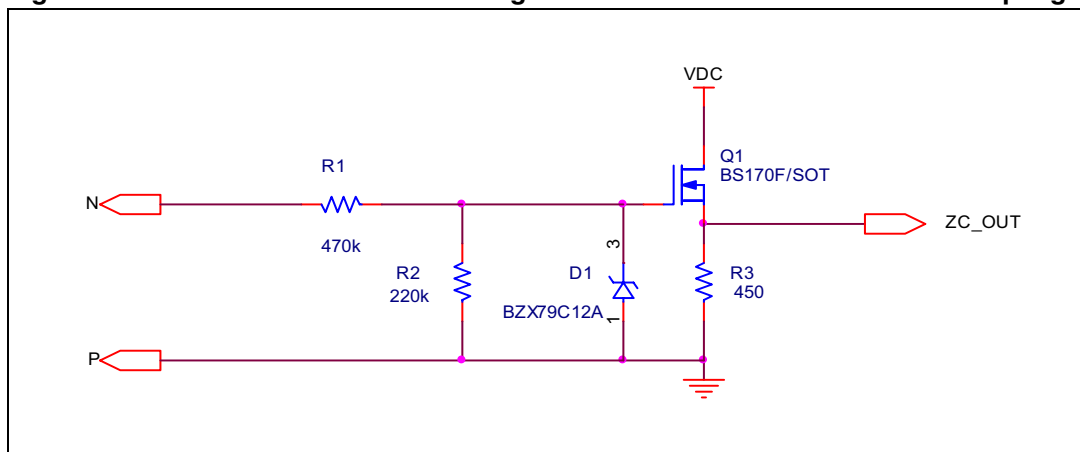 VDC
R1
Q1
BS170F/SOT
N
ZC_OUT
470k
3
R2
220k
D1
BZX79C12A
1
R3
450
P